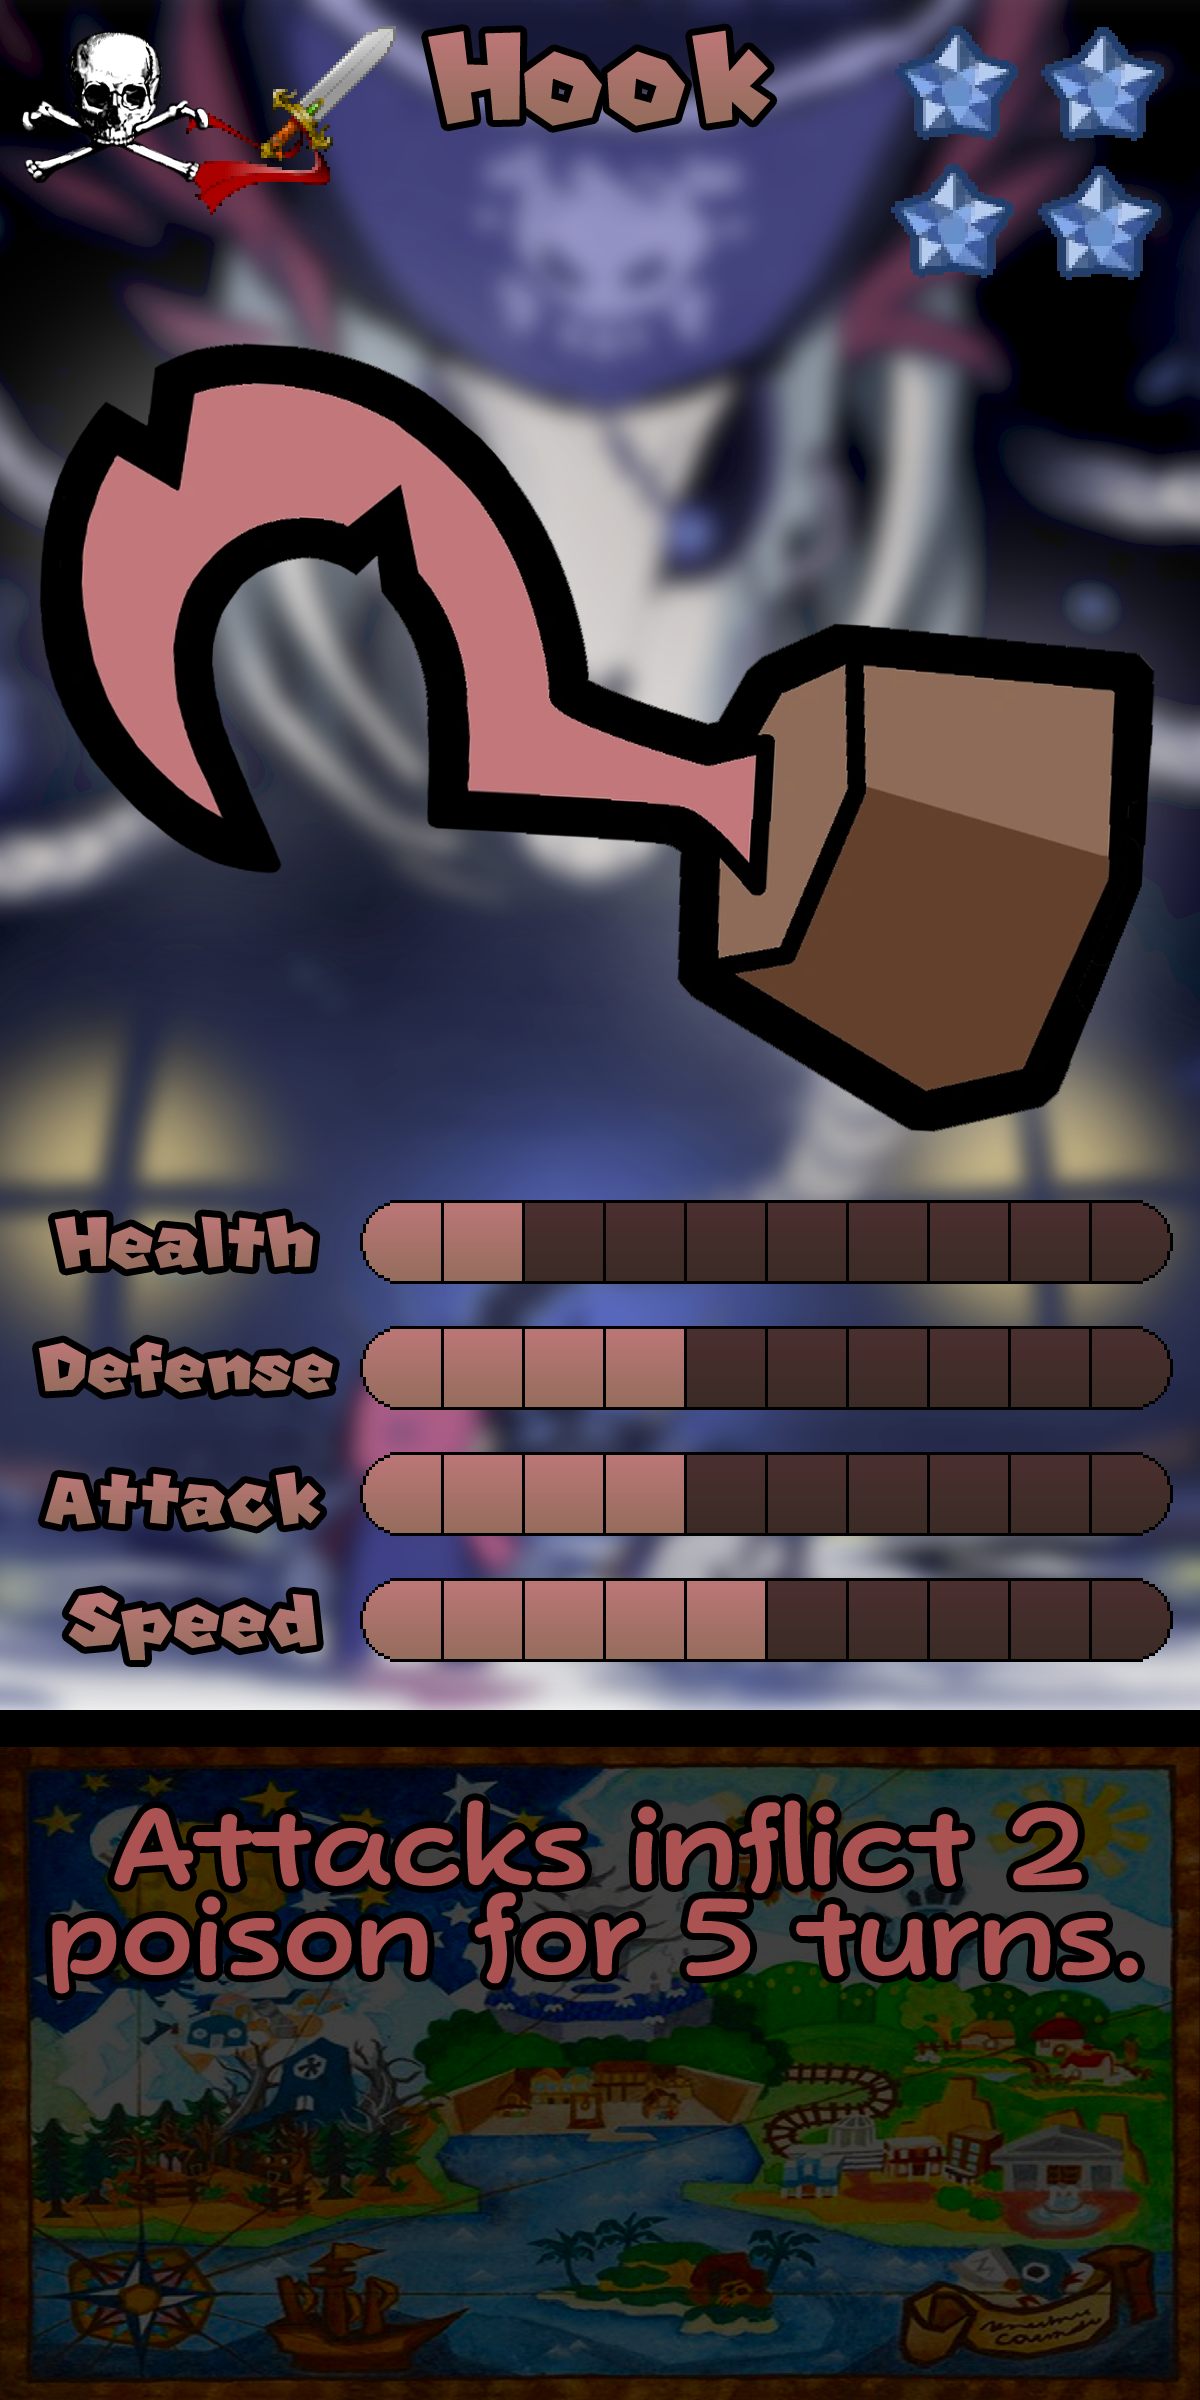 Hook
Health
Defense
Attack
Speed
Attacks inflict 2
poison for 5 turns.